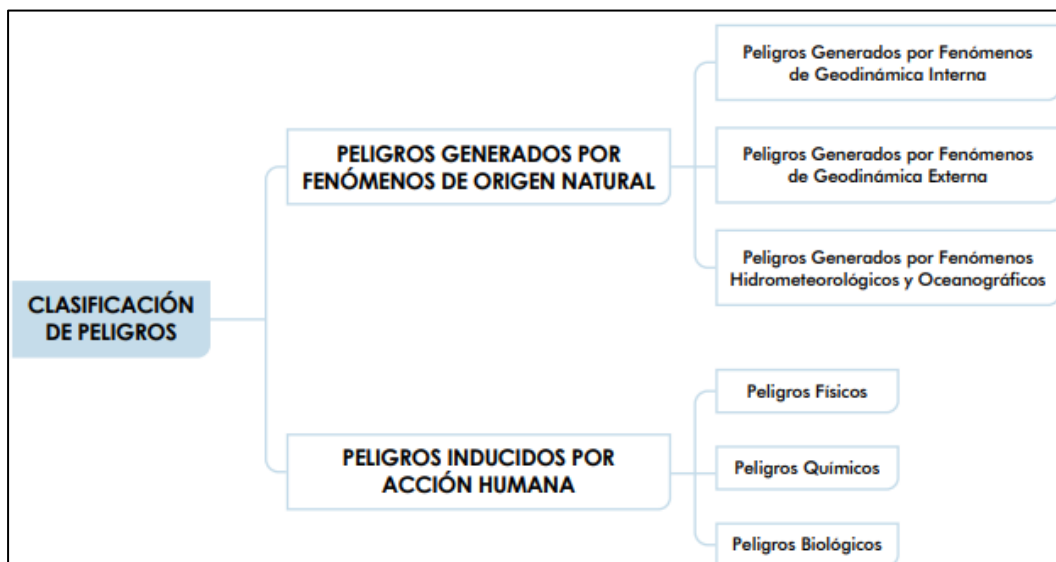 CLASIFICACIÓN
DE PELIGROS
PELIGROS GENERADOS POR
FENÓMENOS DE ORIGEN NATURAL
Peligros Generados por Fenómenos
de Geodinámica Interna
Peligros Generados por Fenómenos
de Geodinámica Externa
Peligros Generados por Fenómenos
Hidrometeorológicos y Oceanográficos
PELIGROS INDUCIDOS POR
ACCIÓN HUMANA
Peligros Físicos
Peligros Químicos
Peligros Biológicos